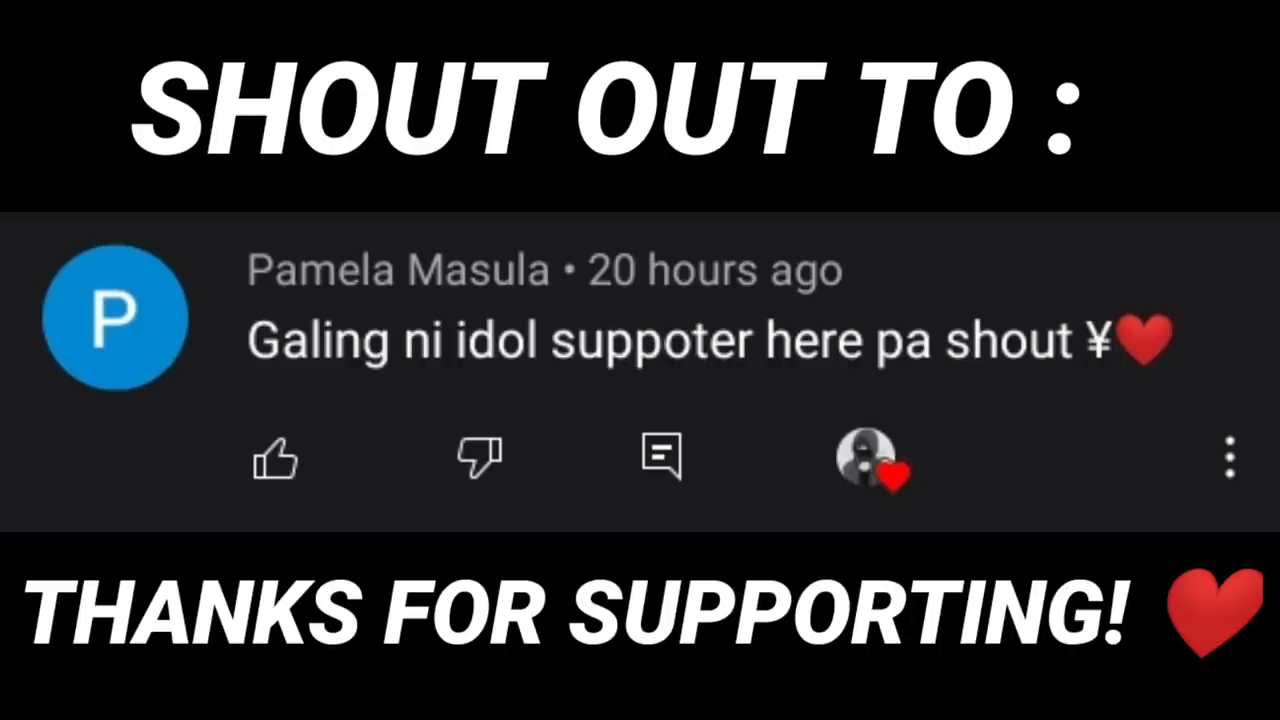 SHOUT OUT TO :
P
Pamela Masula • 20 hours ago
Galing ni idol suppoter here pa shout ¥❤️
THANKS FOR SUPPORTING! ❤️